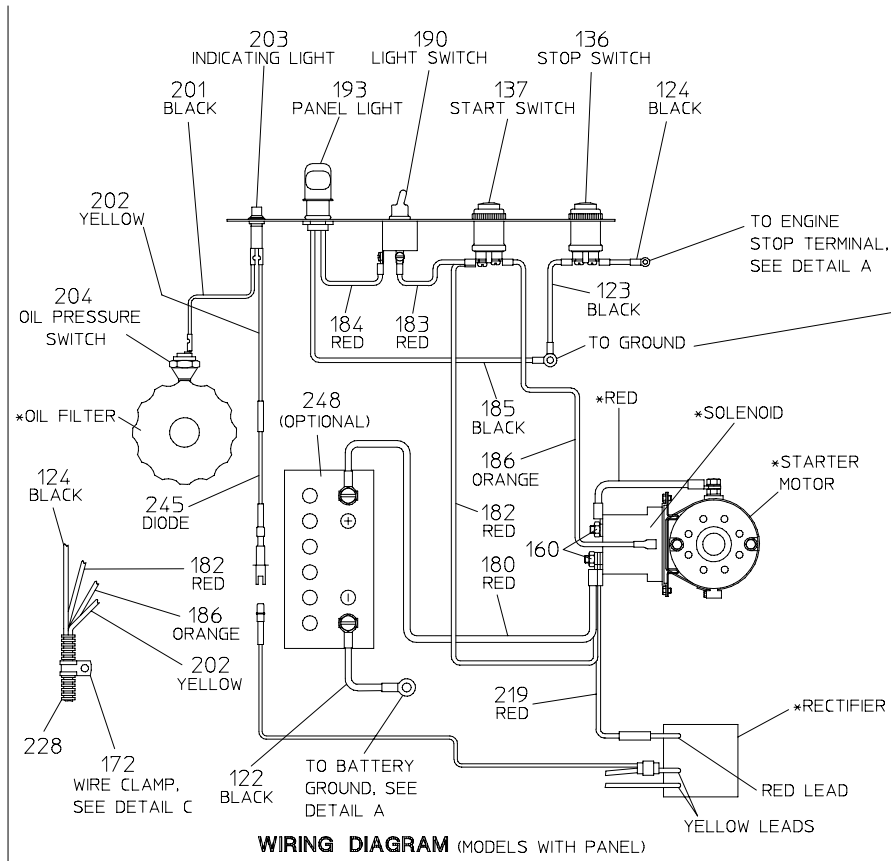 203
INDICATING LIGHT
190
LIGHT SWITCH
136
STOP SWITCH
201
BLACK
193
PANEL LIGHT
137
START SWITCH
124
BLACK
202
YELLOW
TO ENGINE
STOP TERMINAL,
SEE DETAIL A
204
OIL PRESSURE
SWITCH
184
RED
183
RED
123
BLACK
TO GROUND
*OIL FILTER
248
(OPTIONAL)
185
BLACK
*RED
*SOLENOID
186
ORANGE
*STARTER
MOTOR
124
BLACK
245
DIODE
+
182
RED
160
182
RED
180
RED
186
ORANGE
-
202
YELLOW
219
RED
*RECTIFIER
228
172
WIRE CLAMP,
SEE DETAIL C
122
BLACK
TO BATTERY
GROUND, SEE
DETAIL A
RED LEAD
YELLOW LEADS
WIRING DIAGRAM (MODELS WITH PANEL)